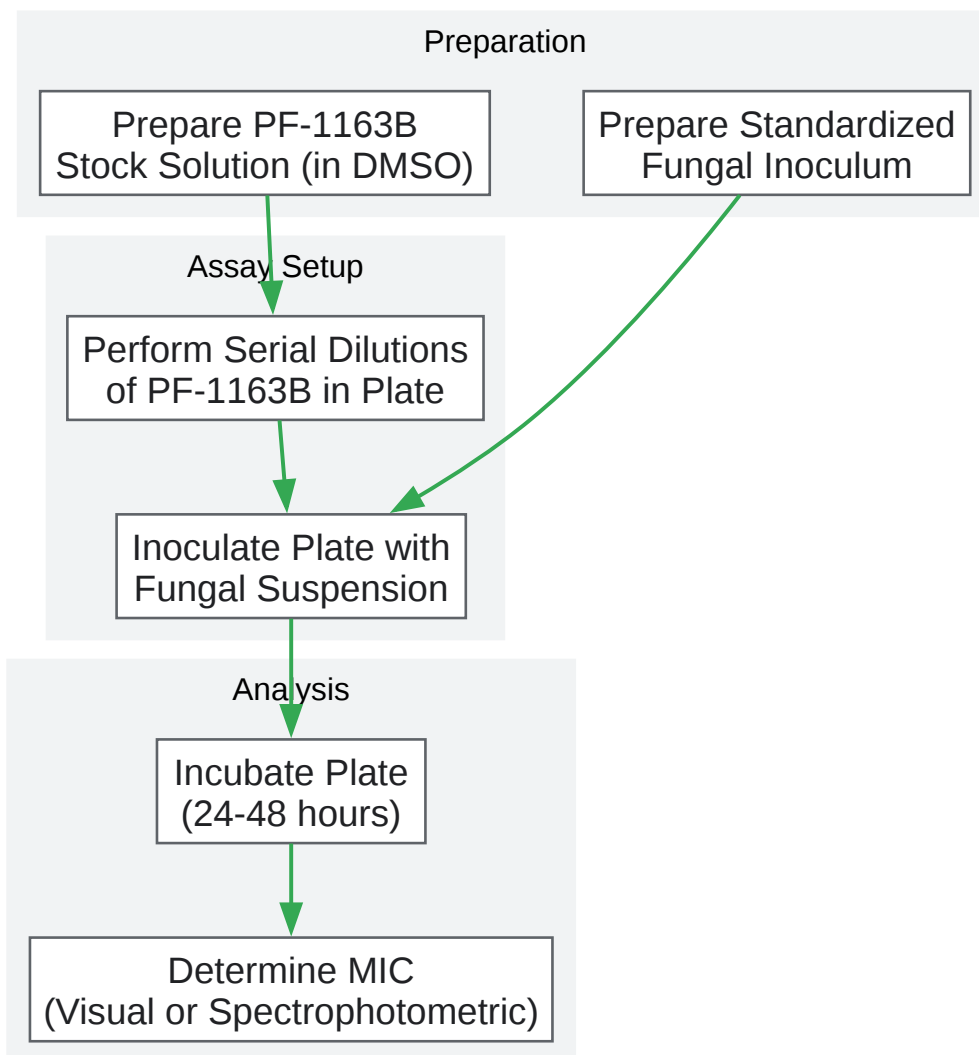 Preparation
Prepare PF-1163B
Stock Solution (in DMSO)
Prepare Standardized
Fungal Inoculum
Assay Setup
Perform Serial Dilutions
of PF-1163B in Plate
Inoculate Plate with
Fungal Suspension
Analysis
Incubate Plate
(24-48 hours)
Determine MIC
(Visual or Spectrophotometric)